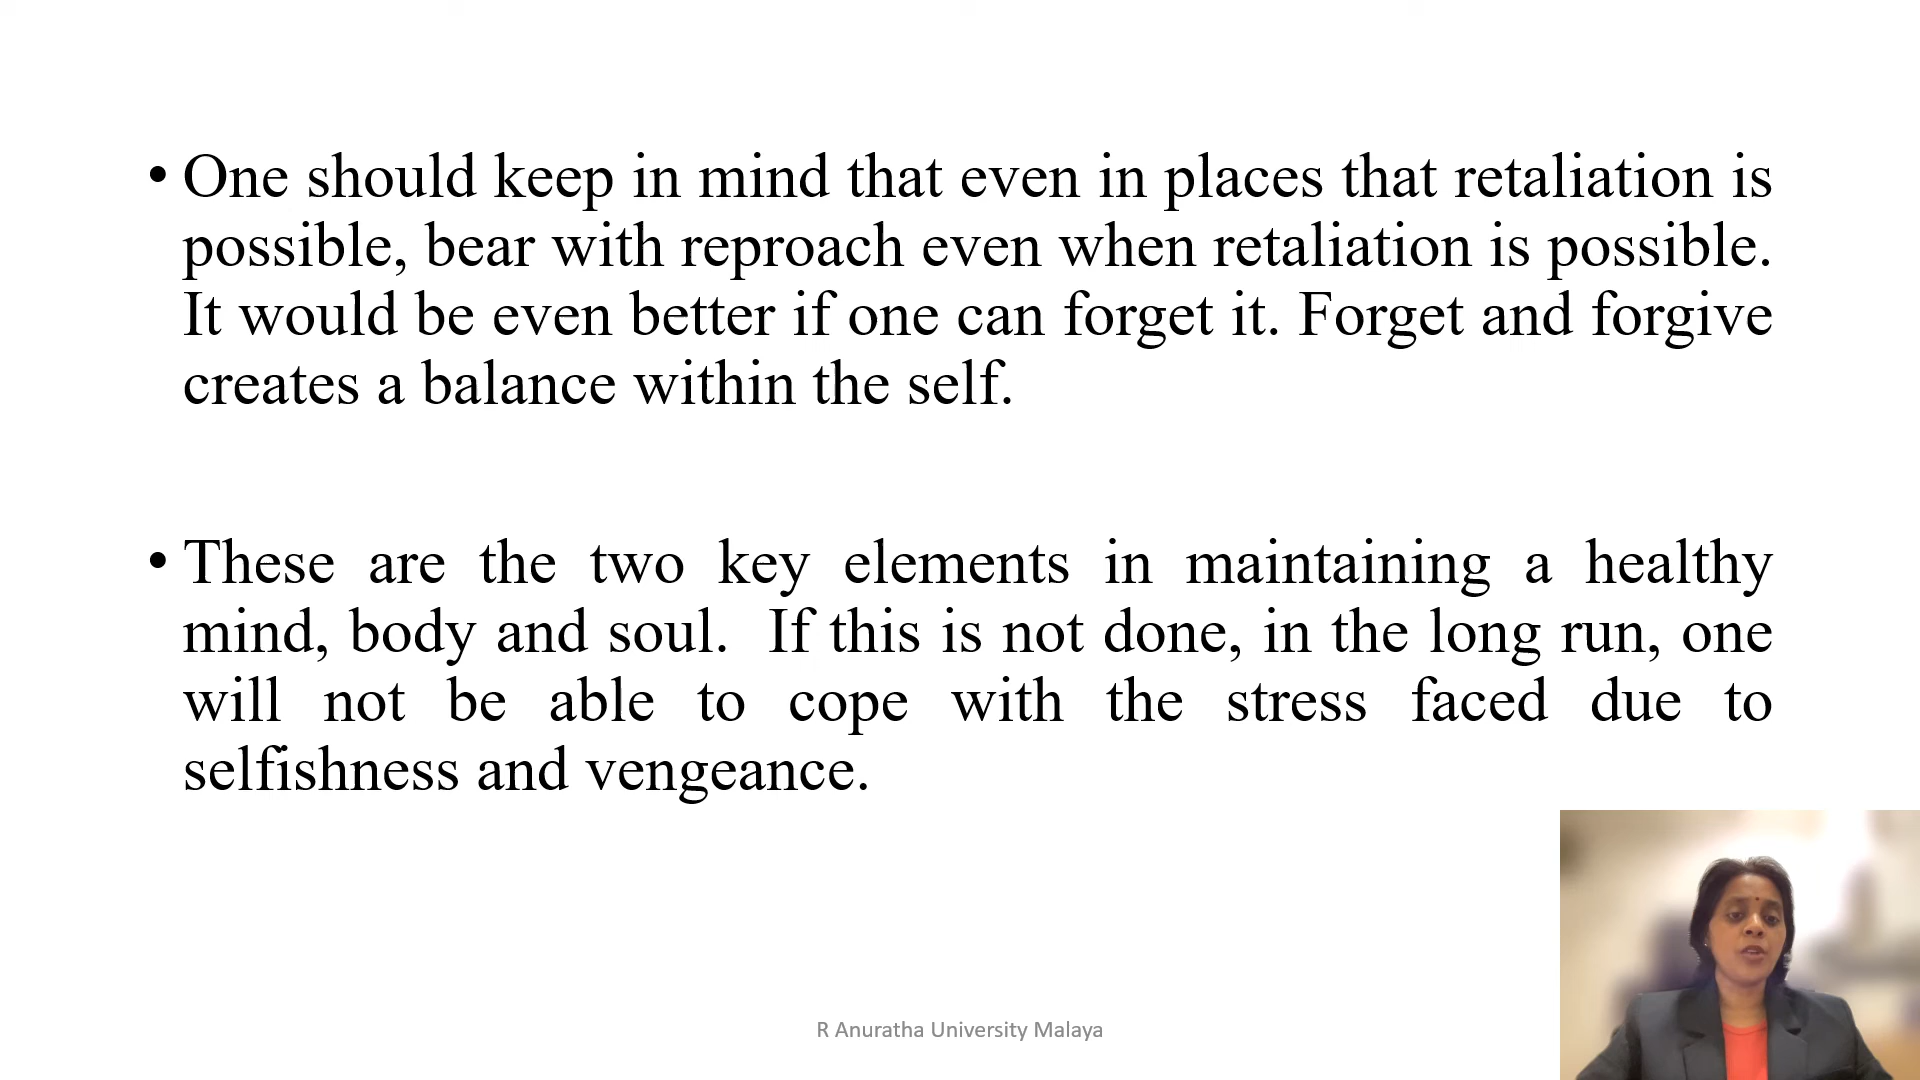 • One should keep in mind that even in places that retaliation is
possible, bear with reproach even when retaliation is possible.
It would be even better if one can forget it. Forget and forgive
creates a balance within the self.
• These are the two key elements in maintaining a healthy
mind, body and soul.  If this is not done, in the long run, one
will not be able to cope with the stress faced due to
selfishness and vengeance.
R Anuratha University Malaya